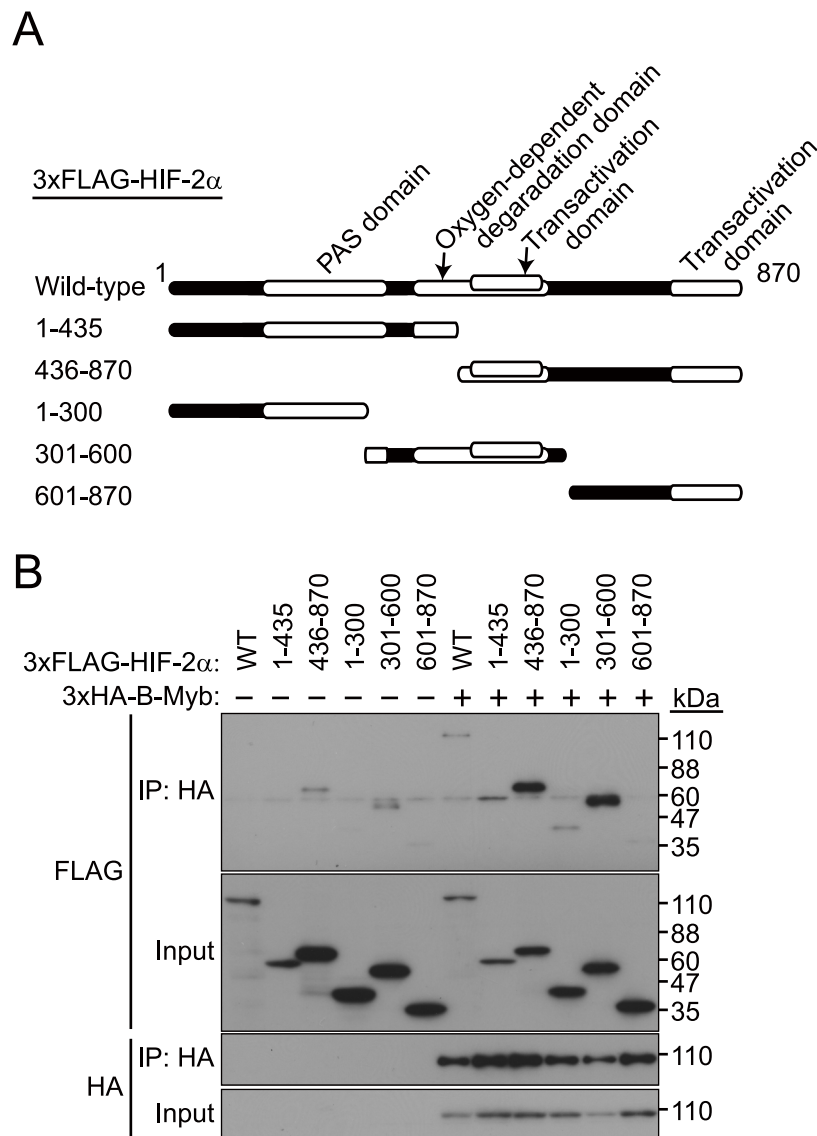 A
3xFLAG-HIF-2α
PAS domain
Oxygen-dependent
degaradation domain
Transactivation
domain
Transactivation
domain
Wild-type 1 870
1-435
436-870
1-300
301-600
601-870
B
3xFLAG-HIF-2α: WT 1-435 436-870 1-300 301-600 601-870 WT 1-435 436-870 1-300 301-600 601-870
3xHA-B-Myb: – – – – – – + + + + + + kDa
FLAG
IP: HA
110
88
60
47
35
Input
110
88
60
47
35
HA
IP: HA 110
Input 110